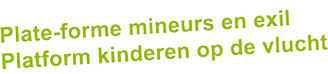 Plate-forme mineurs en exil
Platform kinderen op de vlucht